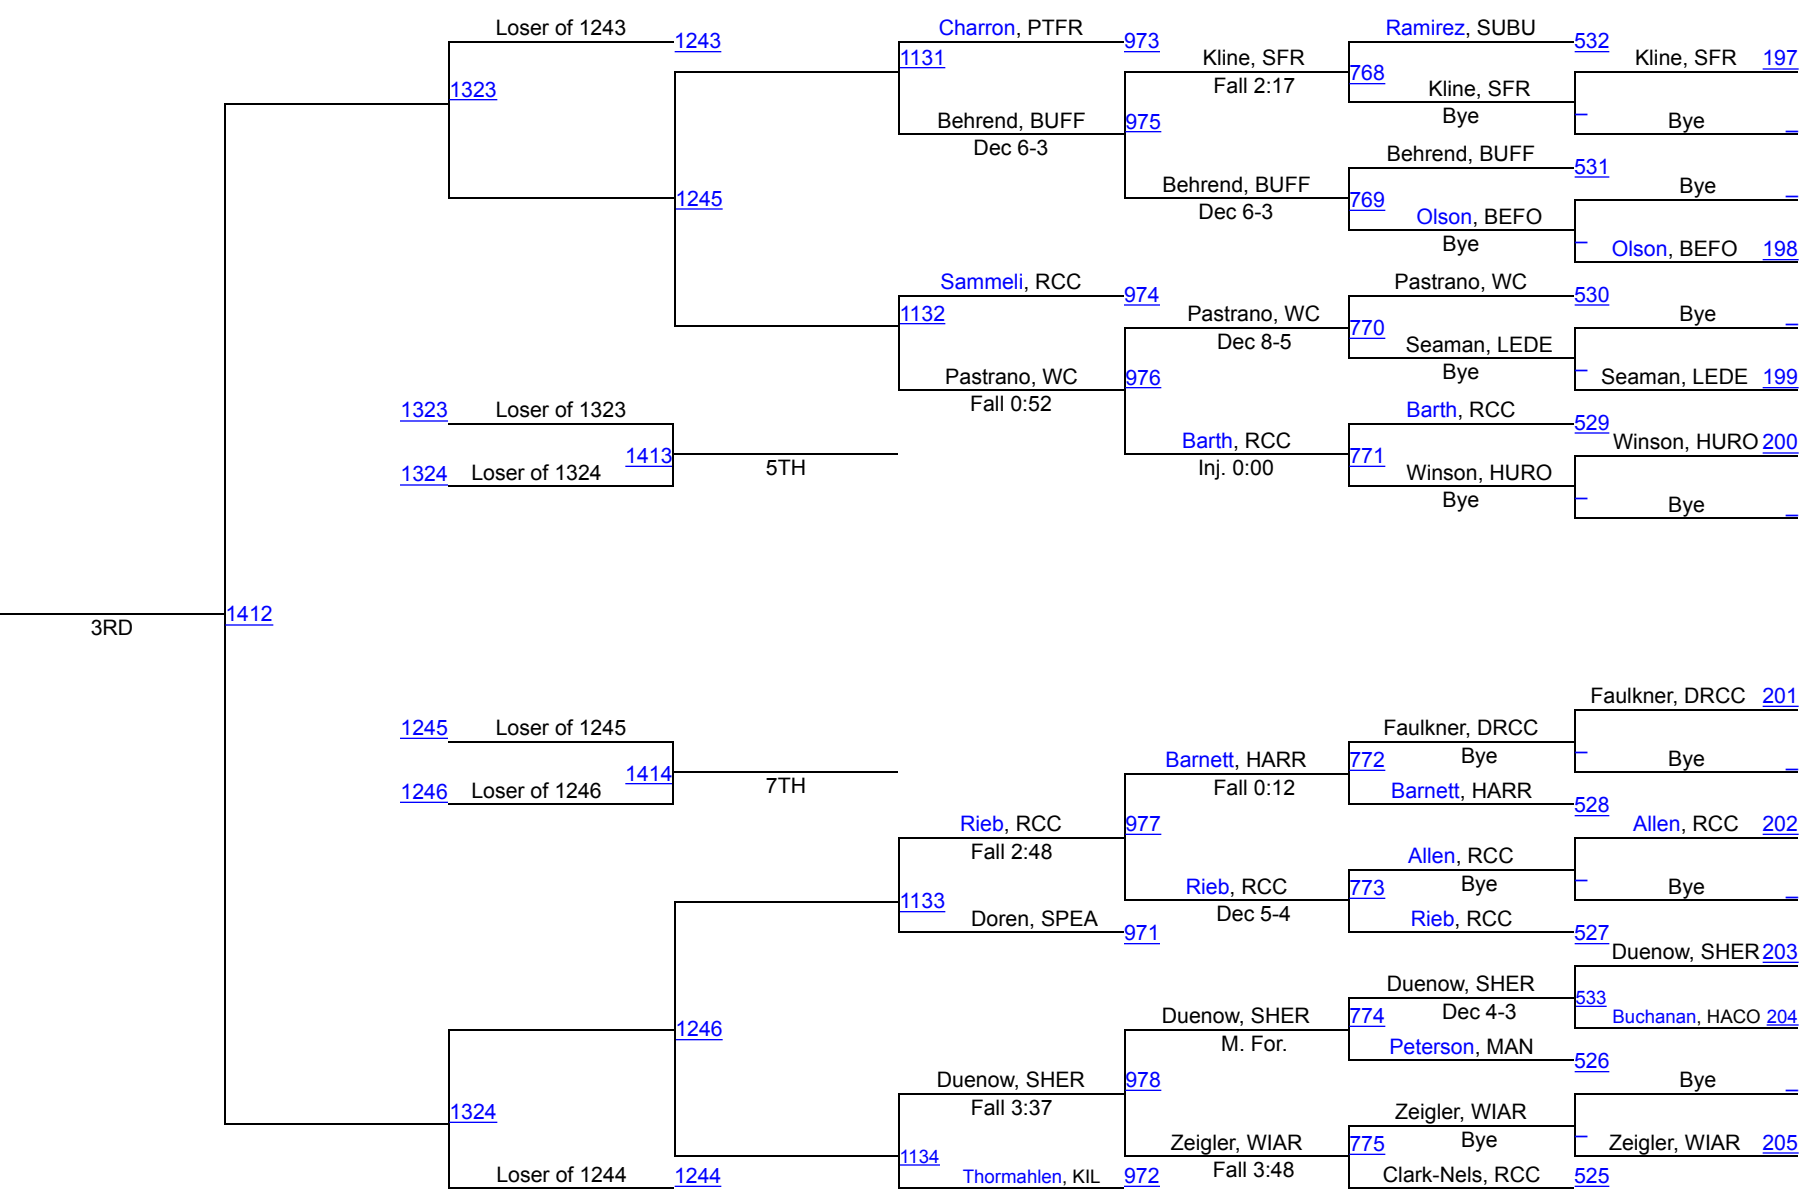 Loser of 1243 1243
Charron, PTFR 973
Ramirez, SUBU 532
1131
Kline, SFR
Fall 2:17
768
Kline, SFR 197
1323
Kline, SFR
Bye
Behrend, BUFF 975
Dec 6-3
_ Bye _
Behrend, BUFF 531
1245
Behrend, BUFF
Dec 6-3
769
Bye _
Olson, BEFO
Bye
_ Olson, BEFO 198
Sammeli, RCC 974
Pastrano, WC 530
1132
Pastrano, WC
Dec 8-5
770
Bye _
Seaman, LEDE
Bye
Pastrano, WC 976
Fall 0:52
_ Seaman, LEDE 199
1323 Loser of 1323
Barth, RCC 529
1413
5TH
Barth, RCC
Inj. 0:00
771
Winson, HURO 200
1324 Loser of 1324
Winson, HURO
Bye
_ Bye _
3RD
1412
Faulkner, DRCC 201
1245 Loser of 1245
Faulkner, DRCC
Bye
Barnett, HARR
Fall 0:12
772
_ Bye _
1414
7TH
1246 Loser of 1246
Barnett, HARR 528
Rieb, RCC 977
Fall 2:48
Allen, RCC 202
Allen, RCC
Bye
Rieb, RCC
Dec 5-4
773
_ Bye _
1133
Doren, SPEA 971
Rieb, RCC 527
Duenow, SHER 203
Duenow, SHER
Dec 4-3
533
1246
Duenow, SHER
M. For.
774
Buchanan, HACO 204
Peterson, MAN 526
Duenow, SHER 978
Fall 3:37
Bye _
1324
Zeigler, WIAR
Bye
1134
Zeigler, WIAR
Fall 3:48
775
_ Zeigler, WIAR 205
Loser of 1244 1244
Thormahlen, KIL 972
Clark-Nels, RCC 525